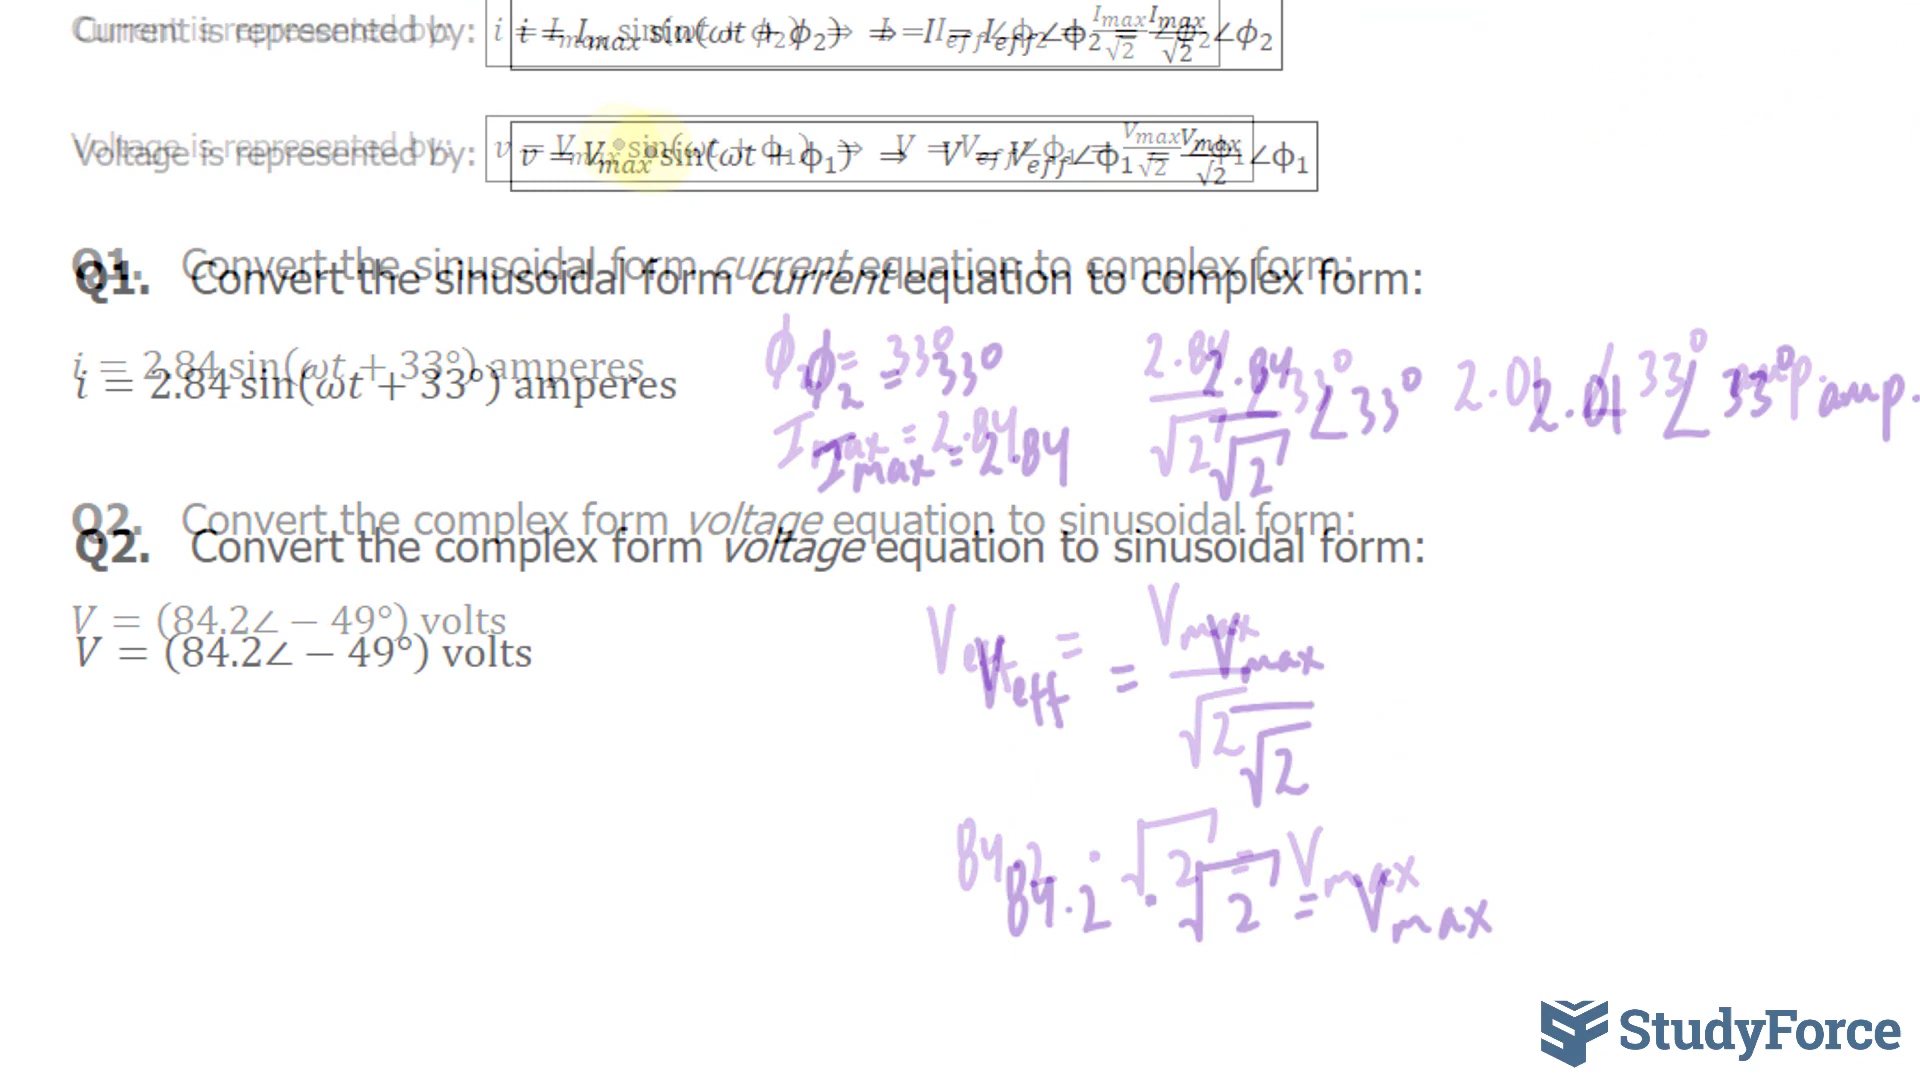 Current is represented by: i = I_max sin(ωt + ϕ₂) ⇒ I = I_eff∠ϕ₂ = I_max/√2 ∠ϕ₂
Voltage is represented by: v = V_max sin(ωt + ϕ₁) ⇒ V = V_eff∠ϕ₁ = V_max/√2 ∠ϕ₁
Q1. Convert the sinusoidal form current equation to complex form:
i = 2.84 sin(ωt + 33°) amperes
ϕ₂ = 33°
I_max = 2.84
2.84/√2 ∠33°
2.01 ∠33° amp.
Q2. Convert the complex form voltage equation to sinusoidal form:
V = (84.2∠ − 49°) volts
V_eff = V_max/√2
84.2 · √2 = V_max
StudyForce